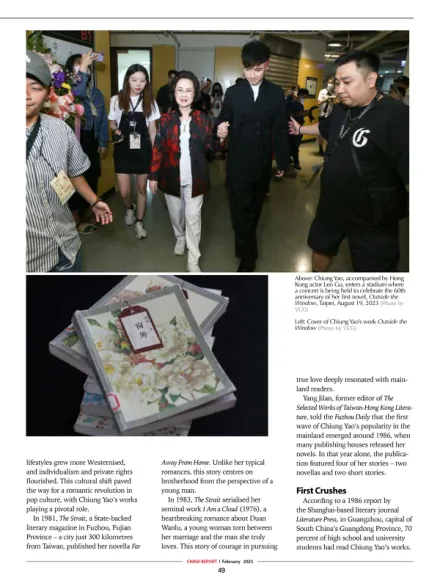 Above: Chiung Yao, accompanied by Hong
Kong actor Leo Gu, enters a stadium where
a concert is being held to celebrate the 60th
anniversary of her first novel, Outside the
Window, Taipei, August 19, 2023 (Photo by
VCG)
Left: Cover of Chiung Yao's work Outside the
Window (Photo by VCG)
窗外
lifestyles grew more Westernised,
and individualism and private rights
flourished. This cultural shift paved
the way for a romantic revolution in
pop culture, with Chiung Yao's works
playing a pivotal role.
In 1981, The Strait, a State-backed
literary magazine in Fuzhou, Fujian
Province – a city just 300 kilometres
from Taiwan, published her novella Far
Away From Home. Unlike her typical
romances, this story centres on
brotherhood from the perspective of a
young man.
In 1983, The Strait serialised her
seminal work I Am a Cloud (1976), a
heartbreaking romance about Duan
Wanlu, a young woman torn between
her marriage and the man she truly
loves. This story of courage in pursuing
true love deeply resonated with main-
land readers.
Yang Jilan, former editor of The
Selected Works of Taiwan-Hong Kong Litera-
ture, told the Fuzhou Daily that the first
wave of Chiung Yao's popularity in the
mainland emerged around 1986, when
many publishing houses released her
novels. In that year alone, the publica-
tion featured four of her stories – two
novellas and two short stories.
First Crushes
According to a 1986 report by
the Shanghai-based literary journal
Literature Press, in Guangzhou, capital of
South China's Guangdong Province, 70
percent of high school and university
students had read Chiung Yao's works.
CHINA REPORT I February 2025
49